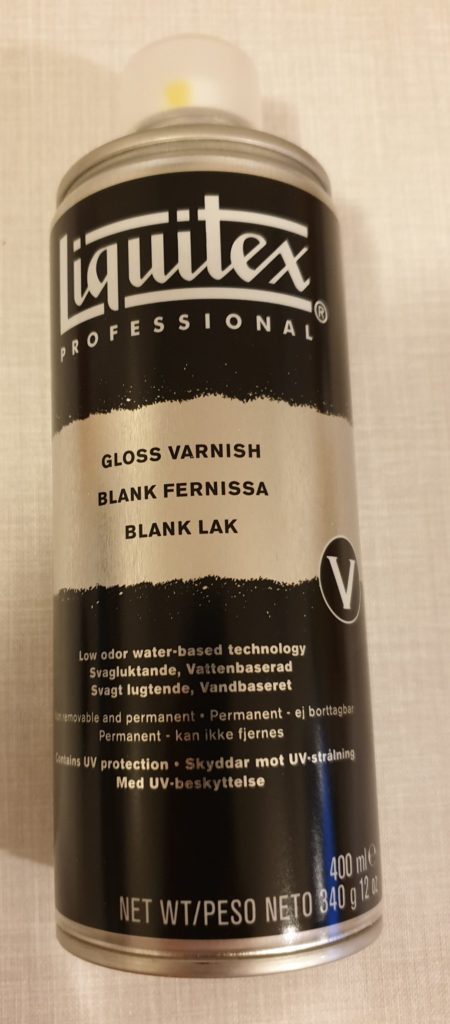 Liquitex®
PROFESSIONAL
GLOSS VARNISH
BLANK FERNISSA
BLANK LAK
V
Low odor water-based technology
Svagluktande, Vattenbaserad
Svagt lugtende, Vandbaseret
removable and permanent • Permanent - ej borttagbar
Permanent - kan ikke fjernes
Contains UV protection • Skyddar mot UV-strålning
Med UV-beskyttelse
400 ml ℮
NET WT/PESO NETO 340 g 12 oz